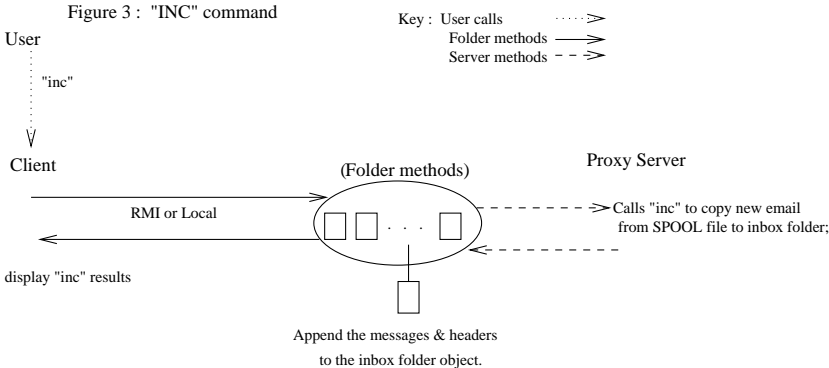 Figure 3 :  "INC" command
Key :  User calls
Folder methods
Server methods
User
"inc"
Client
(Folder methods)
Proxy Server
RMI or Local
. . .
Calls "inc" to copy new email
from SPOOL file to inbox folder;
display "inc" results
Append the messages & headers
to the inbox folder object.